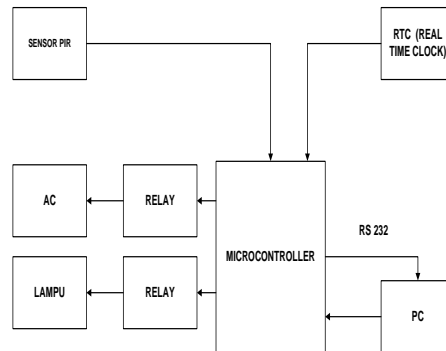 SENSOR PIR
RTC (REAL
TIME CLOCK)
AC
RELAY
RS 232
MICROCONTROLLER
LAMPU
RELAY
PC